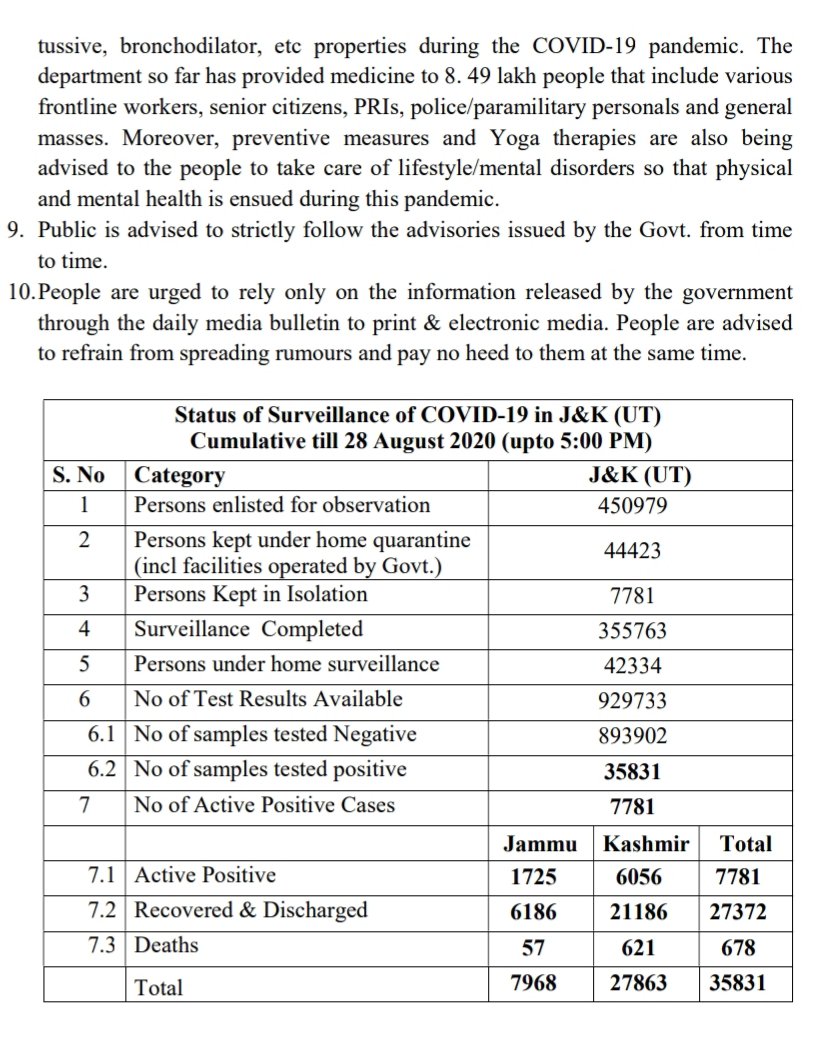 tussive, bronchodilator, etc properties during the COVID-19 pandemic. The
department so far has provided medicine to 8. 49 lakh people that include various
frontline workers, senior citizens, PRIs, police/paramilitary personals and general
masses. Moreover, preventive measures and Yoga therapies are also being
advised to the people to take care of lifestyle/mental disorders so that physical
and mental health is ensued during this pandemic.
9. Public is advised to strictly follow the advisories issued by the Govt. from time
to time.
10.People are urged to rely only on the information released by the government
through the daily media bulletin to print & electronic media. People are advised
to refrain from spreading rumours and pay no heed to them at the same time.
Status of Surveillance of COVID-19 in J&K (UT)
Cumulative till 28 August 2020 (upto 5:00 PM)
S. No Category J&K (UT)
1 Persons enlisted for observation 450979
2 Persons kept under home quarantine
(incl facilities operated by Govt.) 44423
3 Persons Kept in Isolation 7781
4 Surveillance Completed 355763
5 Persons under home surveillance 42334
6 No of Test Results Available 929733
6.1 No of samples tested Negative 893902
6.2 No of samples tested positive 35831
7 No of Active Positive Cases 7781
Jammu Kashmir Total
7.1 Active Positive 1725 6056 7781
7.2 Recovered & Discharged 6186 21186 27372
7.3 Deaths 57 621 678
Total 7968 27863 35831